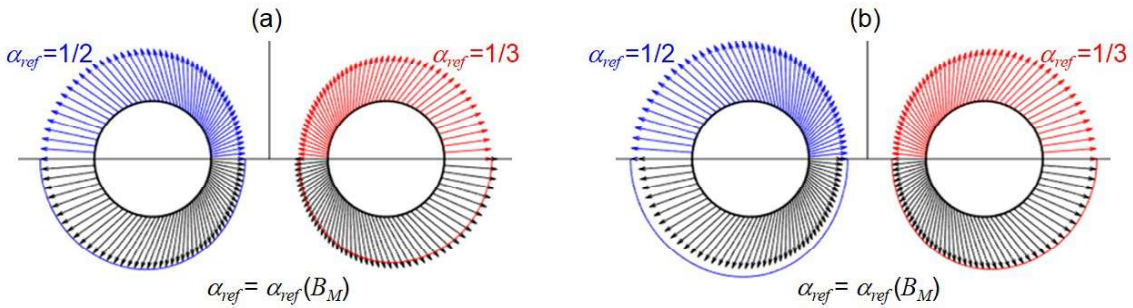 (a)
α_ref=1/2
α_ref=1/3
α_ref = α_ref(B_M)
(b)
α_ref=1/2
α_ref=1/3
α_ref = α_ref(B_M)